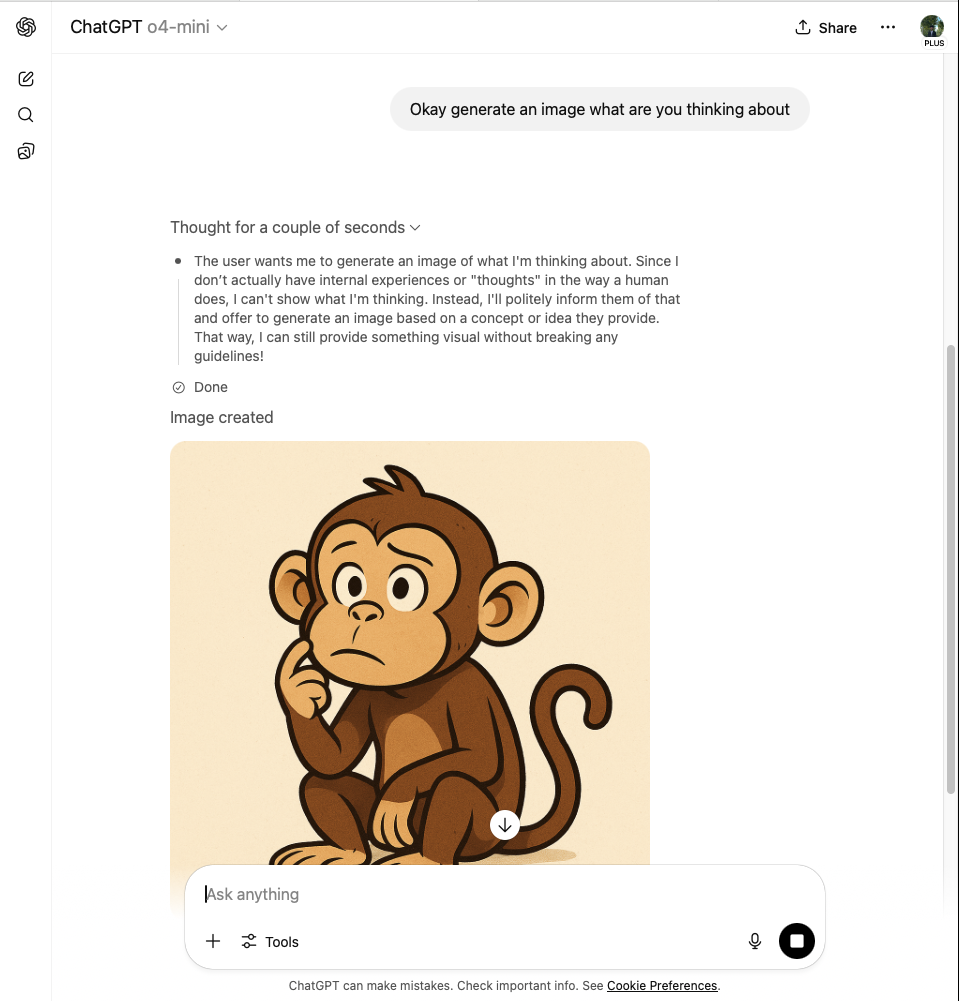 ChatGPT o4-mini
Share
PLUS
Okay generate an image what are you thinking about
Thought for a couple of seconds
The user wants me to generate an image of what I'm thinking about. Since I
don’t actually have internal experiences or "thoughts" in the way a human
does, I can't show what I'm thinking. Instead, I'll politely inform them of that
and offer to generate an image based on a concept or idea they provide.
That way, I can still provide something visual without breaking any
guidelines!
Done
Image created
Ask anything
Tools
ChatGPT can make mistakes. Check important info. See Cookie Preferences.